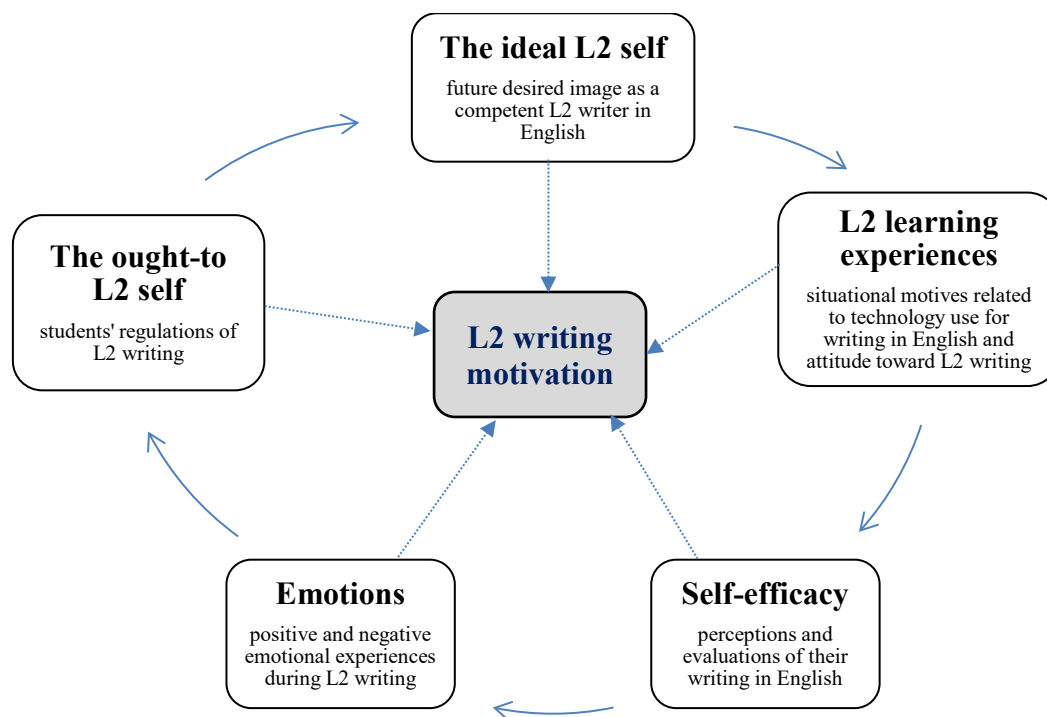 The ideal L2 self
future desired image as a
competent L2 writer in
English
L2 learning
experiences
situational motives related
to technology use for
writing in English and
attitude toward L2 writing
Self-efficacy
perceptions and
evaluations of their
writing in English
Emotions
positive and negative
emotional experiences
during L2 writing
The ought-to
L2 self
students' regulations of
L2 writing
L2 writing
motivation